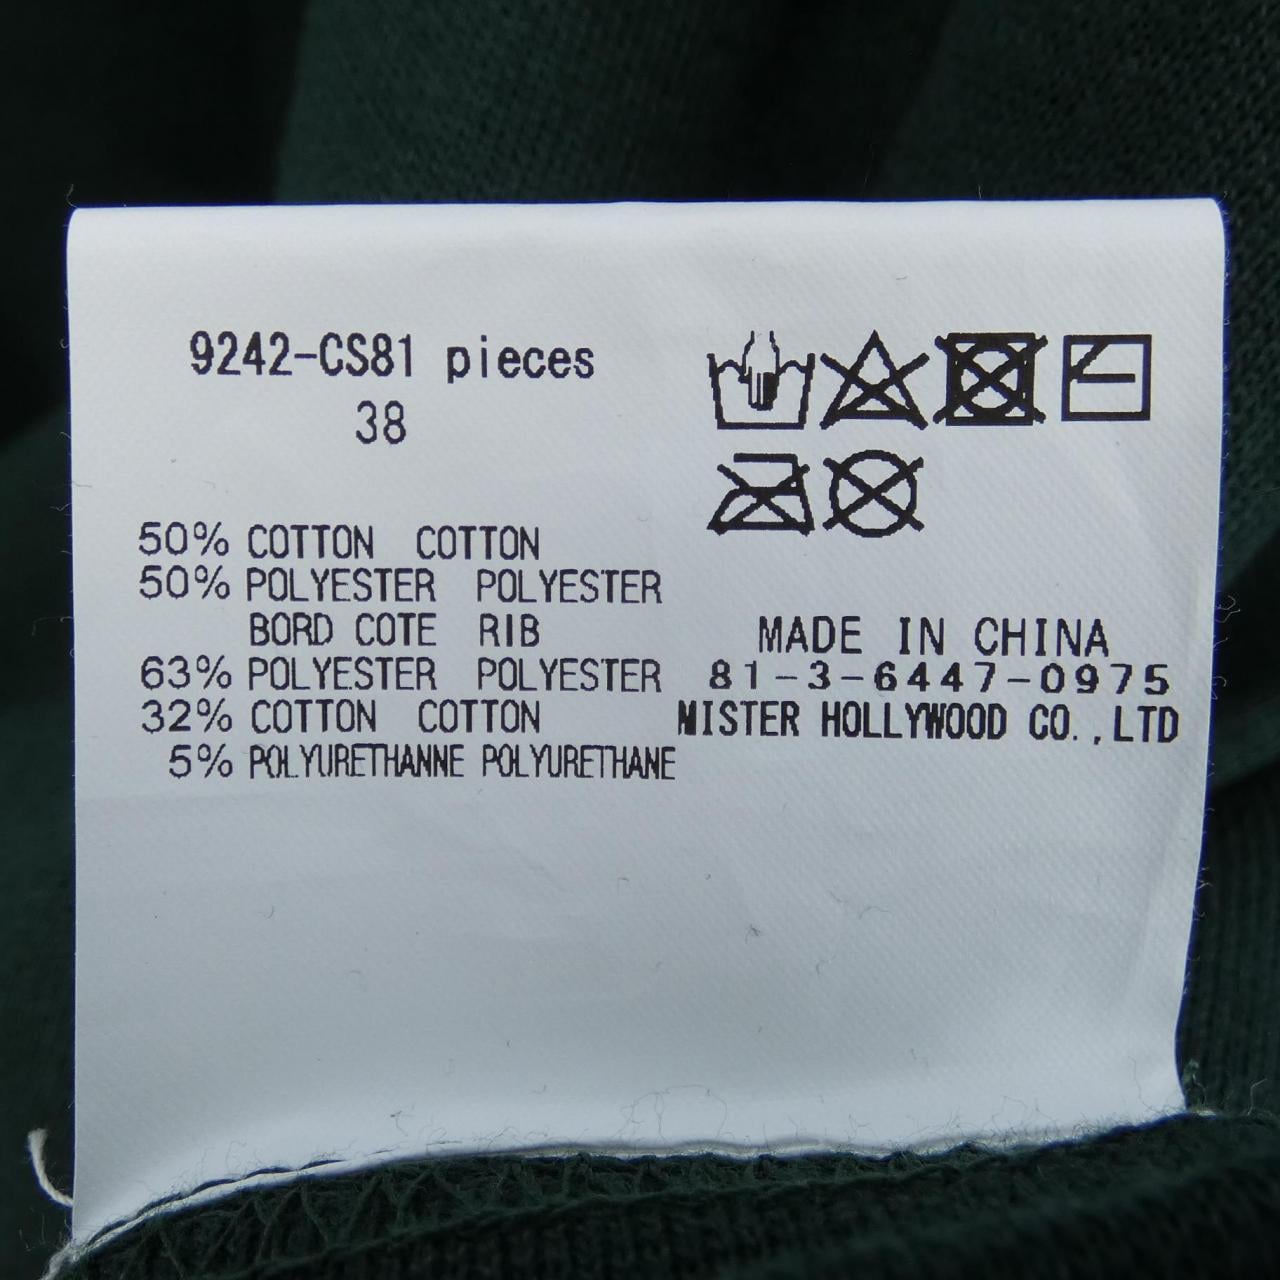 9242-CS81 pieces
38
50% COTTON COTTON
50% POLYESTER POLYESTER
BORD COTE RIB
63% POLYESTER POLYESTER
32% COTTON COTTON
5% POLYURETHANNE POLYURETHANE
MADE IN CHINA
81-3-6447-0975
MISTER HOLLYWOOD CO.,LTD